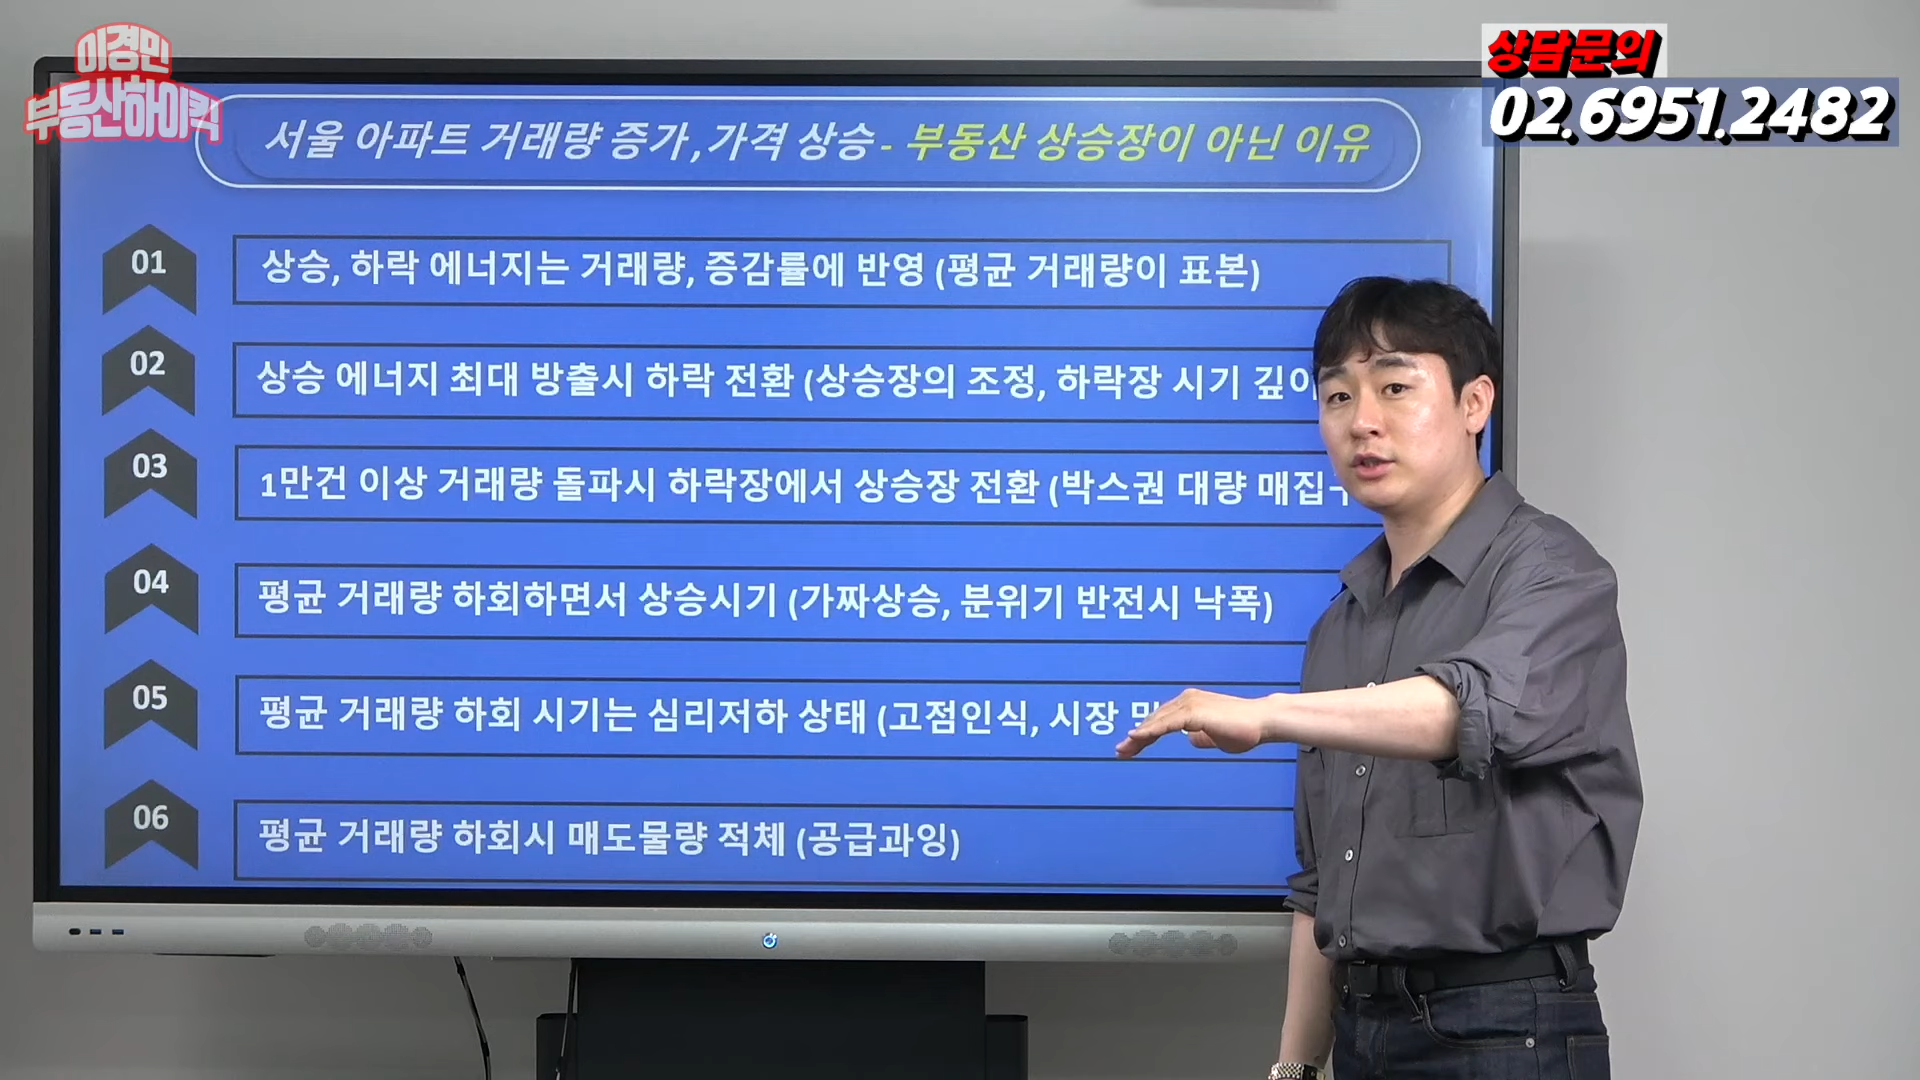 이경민
부동산하이킥
상담문의
02.6951.2482
서울 아파트 거래량 증가,가격 상승- 부동산 상승장이 아닌 이유
01
상승, 하락 에너지는 거래량, 증감률에 반영 (평균 거래량이 표본)
02
상승 에너지 최대 방출시 하락 전환 (상승장의 조정, 하락장 시기 깊이
03
1만건 이상 거래량 돌파시 하락장에서 상승장 전환 (박스권 대량 매집
04
평균 거래량 하회하면서 상승시기 (가짜상승, 분위기 반전시 낙폭)
05
평균 거래량 하회 시기는 심리저하 상태 (고점인식, 시장
06
평균 거래량 하회시 매도물량 적체 (공급과잉)